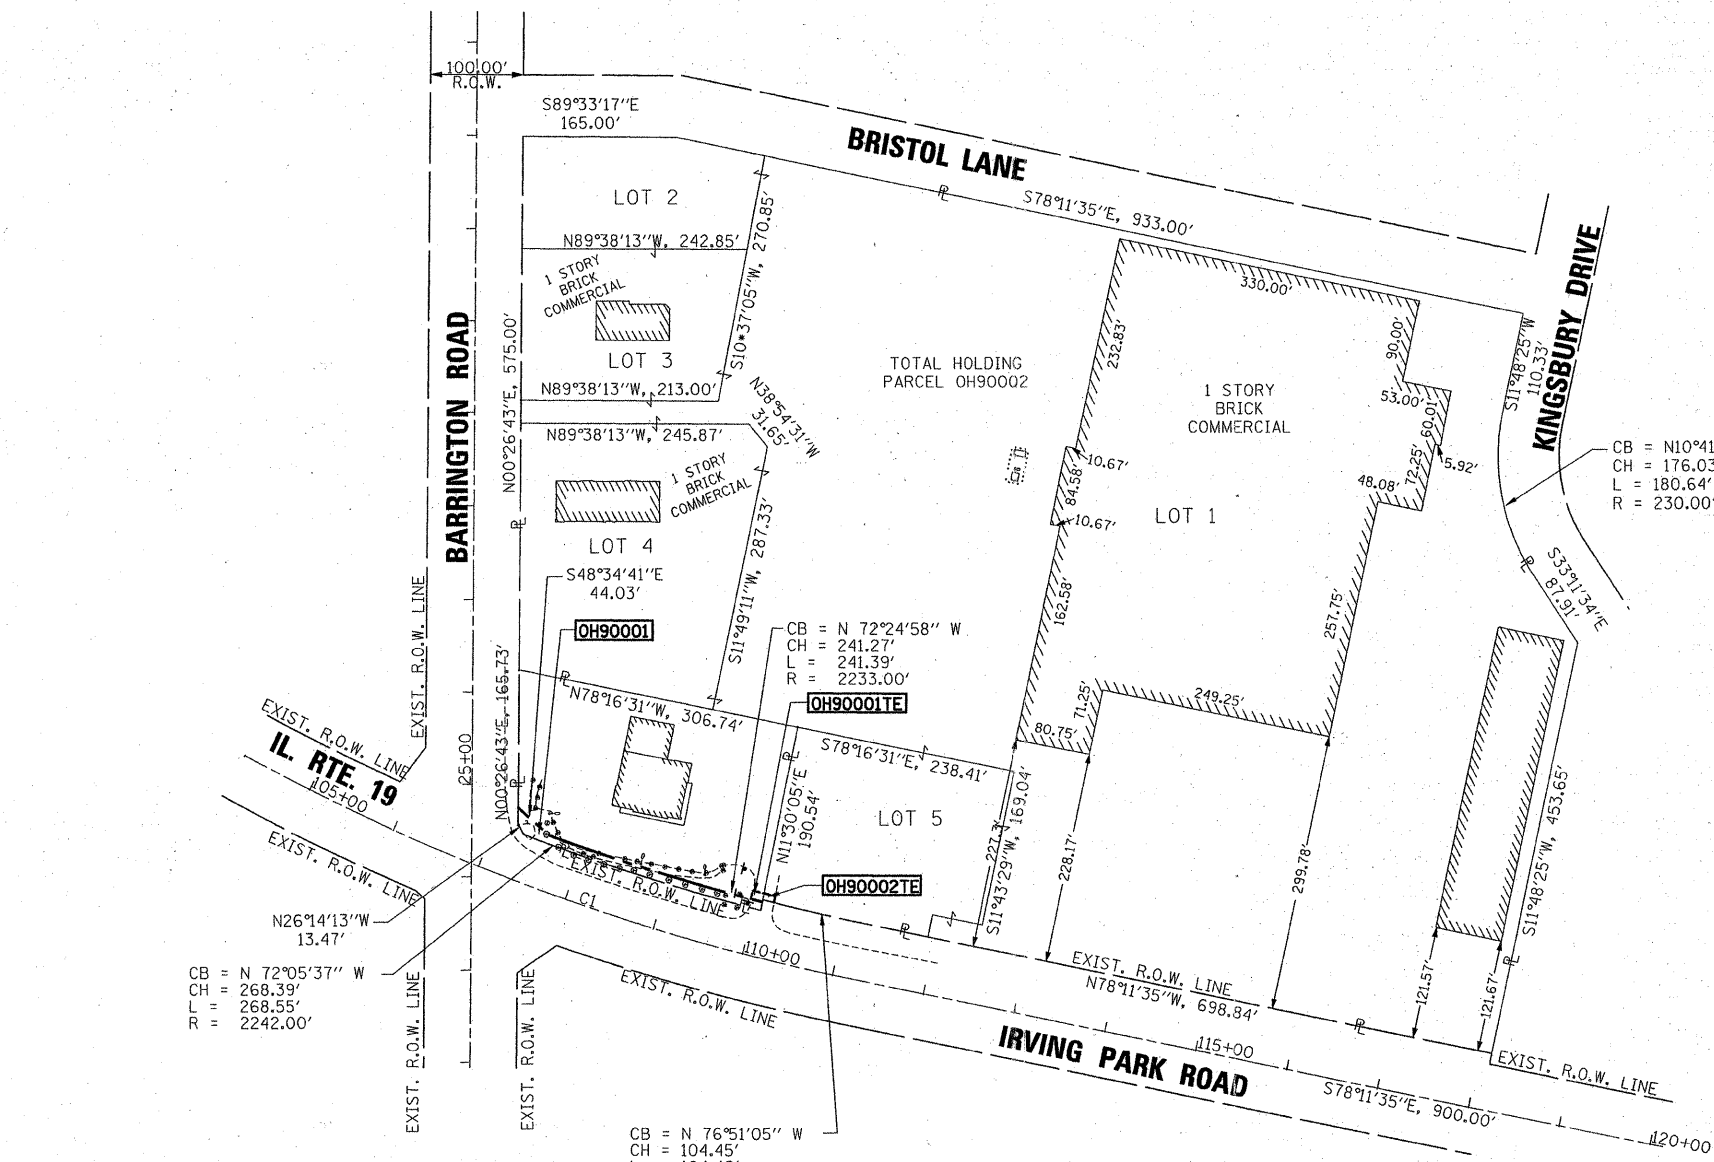 100.00'
R.O.W.
S89°33'17"E
165.00'
BRISTOL LANE
S78°11'35"E, 933.00'
LOT 2
N89°38'13"W, 242.85'
S10°37'05"W, 270.85'
1 STORY
BRICK
COMMERCIAL
LOT 3
N89°38'13"W, 213.00'
N89°38'13"W, 245.87'
N38°54'31"W
31.65'
N00°26'43"E, 575.00'
BARRINGTON ROAD
1 STORY
BRICK
COMMERCIAL
LOT 4
S11°49'11"W, 287.33'
TOTAL HOLDING
PARCEL OH90002
330.00'
232.83'
90.00'
53.00'
60.01'
5.92'
72.25'
48.08'
1 STORY
BRICK
COMMERCIAL
LOT 1
10.67'
84.58'
10.67'
162.58'
257.75'
249.25'
71.25'
80.75'
KINGSBURY DRIVE
S11°48'25"W
110.33'
CB = N10°41
CH = 176.03
L = 180.64'
R = 230.00'
S33°11'34"E
87.91'
S48°34'41"E
44.03'
OH90001
CB = N 72°24'58" W
CH = 241.27'
L = 241.39'
R = 2233.00'
OH90001TE
N78°16'31"W, 306.74'
S78°16'31"E, 238.41'
N00°26'43"E, 165.73'
EXIST. R.O.W. LINE
EXIST. R.O.W. LINE
IL. RTE. 19
105+00
25+00
EXIST. R.O.W. LINE
N11°30'05"E
190.54'
LOT 5
227.3'
S11°43'29"W, 169.04'
228.17'
299.78'
S11°48'25"W, 453.65'
121.57'
121.67'
OH90002TE
EXIST. R.O.W. LINE
C1
N26°14'13"W
13.47'
CB = N 72°05'37" W
CH = 268.39'
L = 268.55'
R = 2242.00'
110+00
EXIST. R.O.W. LINE
N78°11'35"W, 698.84'
EXIST. R.O.W. LINE
EXIST. R.O.W. LINE
EXIST. R.O.W. LINE
IRVING PARK ROAD
115+00
S78°11'35"E, 900.00'
EXIST. R.O.W. LINE
120+00
CB = N 76°51'05" W
CH = 104.45'